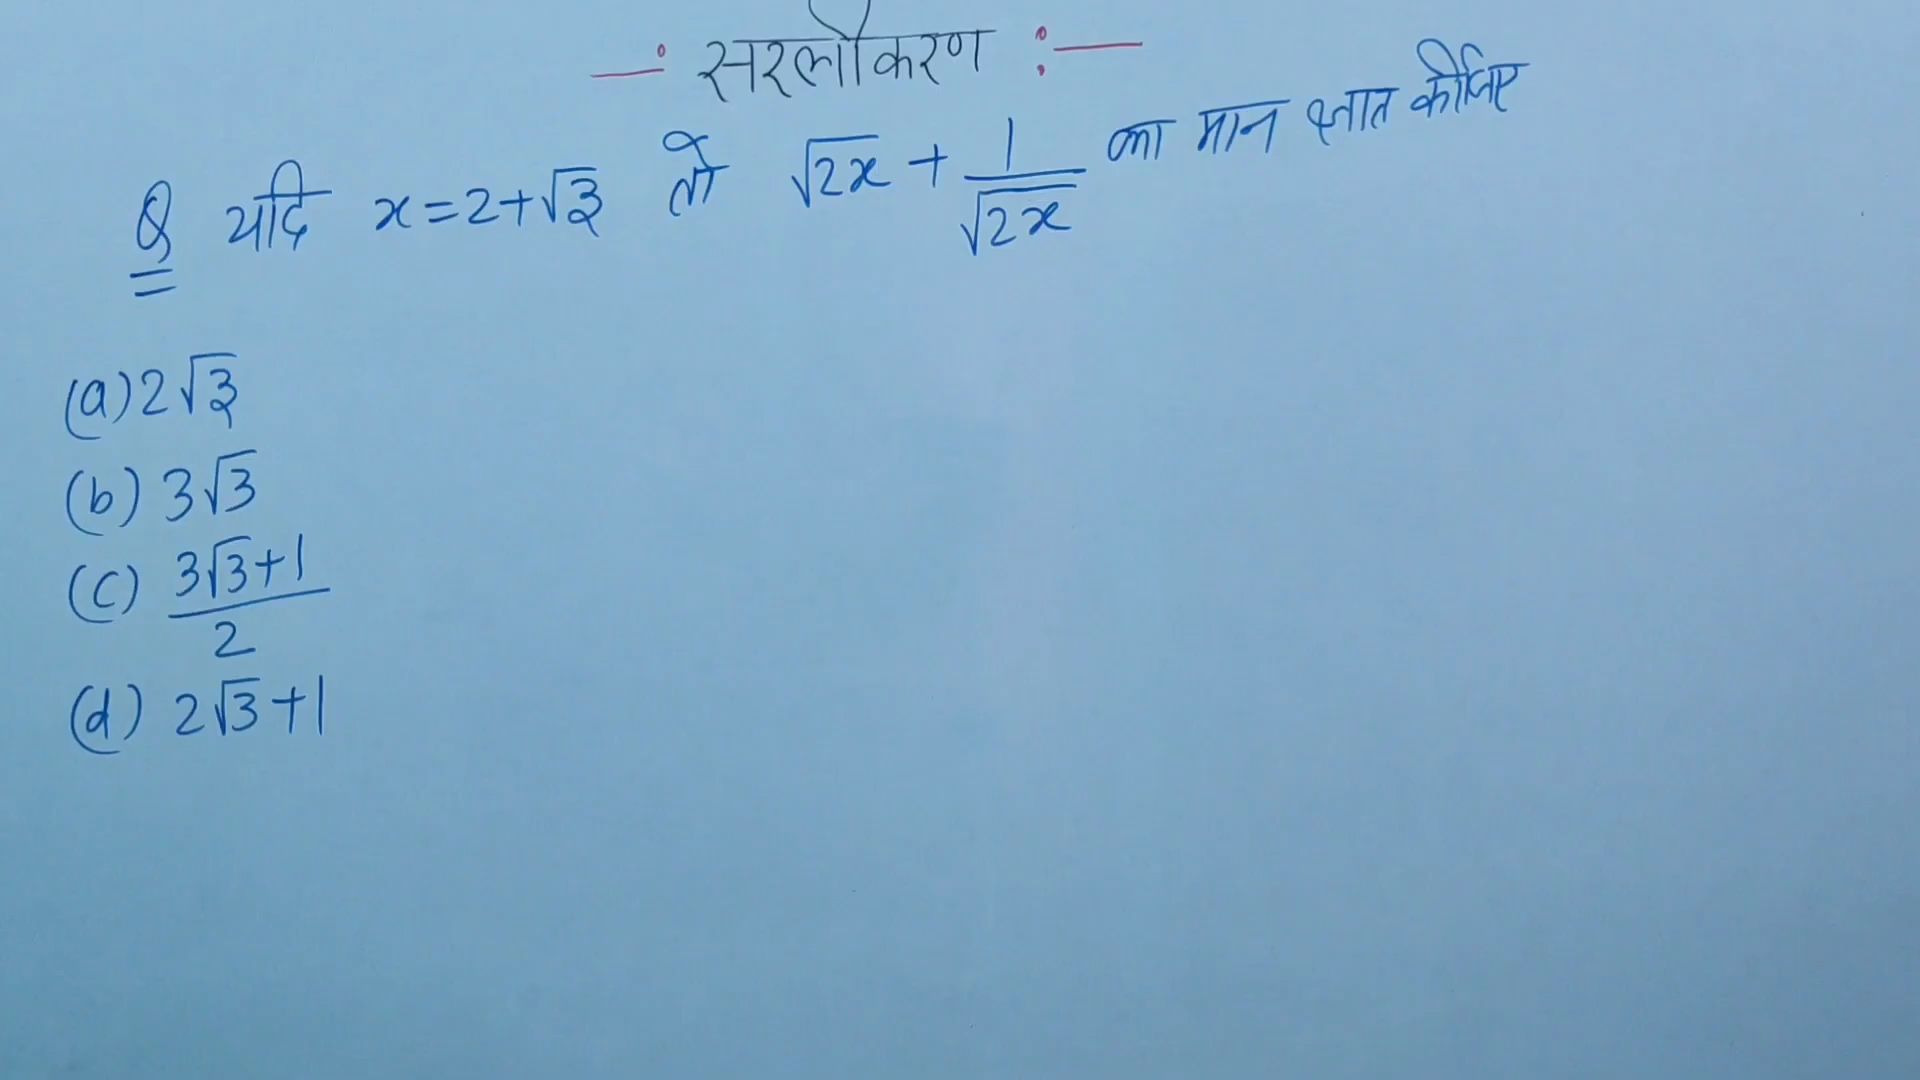 —: सरलीकरण :—
Q यदि x=2+√3 तो √2x + 1/√2x का मान ज्ञात कीजिए
(a) 2√3
(b) 3√3
(c) 3√3+1/2
(d) 2√3+1